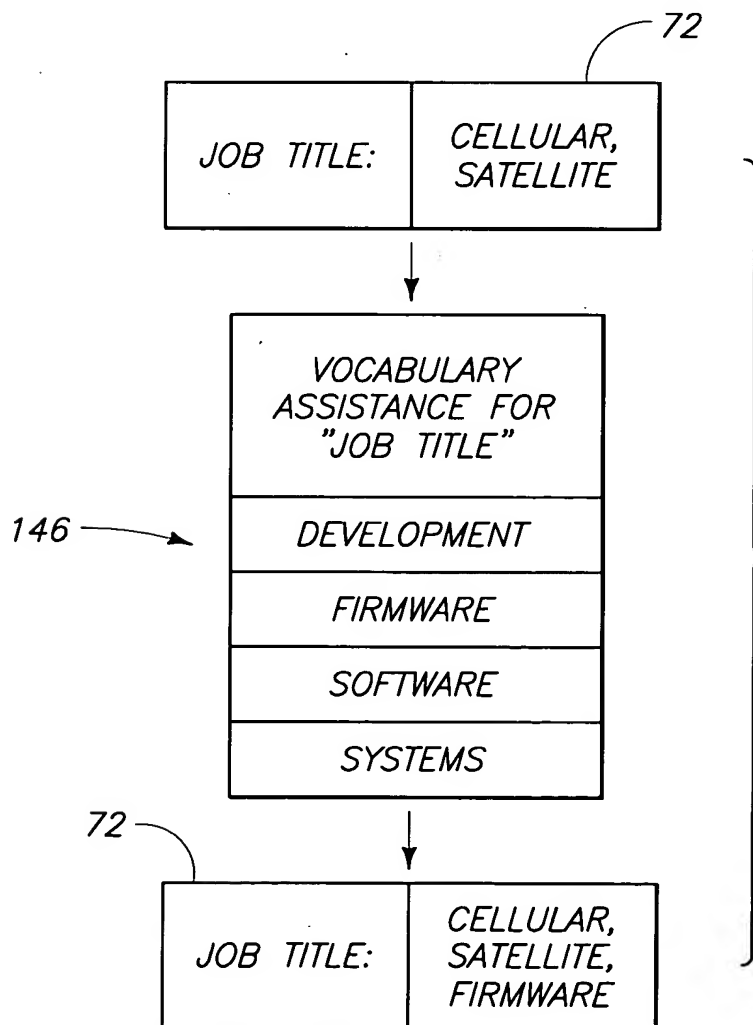 72
JOB TITLE:
CELLULAR,
SATELLITE
VOCABULARY
ASSISTANCE FOR
"JOB TITLE"
146
DEVELOPMENT
FIRMWARE
SOFTWARE
SYSTEMS
72
JOB TITLE:
CELLULAR,
SATELLITE,
FIRMWARE